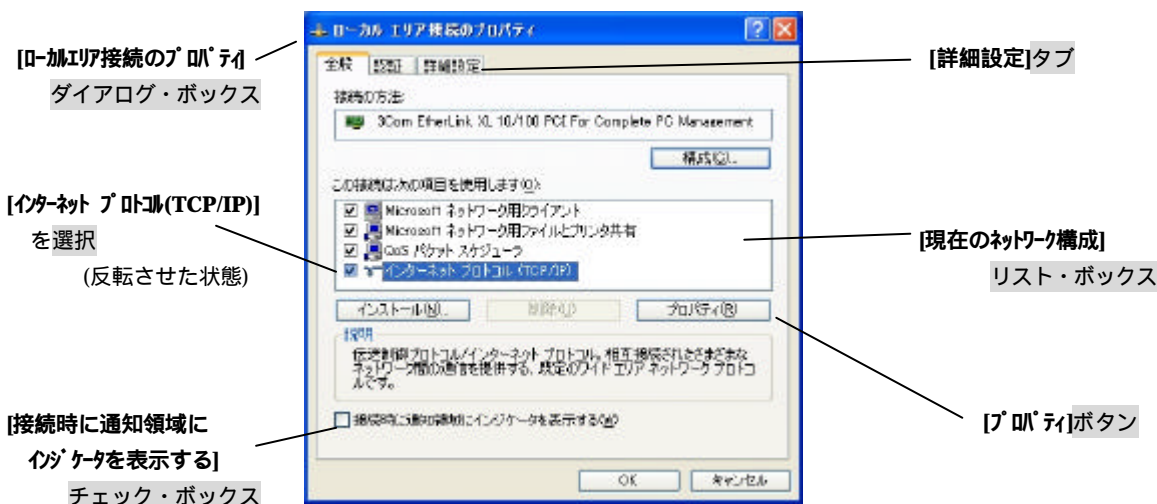 ローカル エリア接続のプロパティ
[ﾛｰｶﾙｴﾘｱ接続のﾌﾟﾛﾊﾟﾃｨ]
ダイアログ・ボックス
全般 認証 詳細設定
[詳細設定]タブ
接続の方法:
3Com EtherLink XL 10/100 PCI For Complete PC Management
構成(C)...
この接続は次の項目を使用します(O):
[ｲﾝﾀｰﾈｯﾄ ﾌﾟﾛﾄｺﾙ(TCP/IP)]
を選択
(反転させた状態)
Microsoft ネットワーク用クライアント
Microsoft ネットワーク用ファイルとプリンタ共有
QoS パケット スケジューラ
インターネット プロトコル (TCP/IP)
[現在のﾈｯﾄﾜｰｸ構成]
リスト・ボックス
インストール(N)... 削除(U) プロパティ(R)
説明
伝送制御プロトコル/インターネット プロトコル。相互接続されたさまざまな
ネットワーク間の通信を提供する、既定のワイド エリア ネットワーク プロトコ
ルです。
[ﾌﾟﾛﾊﾟﾃｨ]ボタン
接続時に通知領域にインジケータを表示する(W)
[接続時に通知領域に
ｲﾝｼﾞｹｰﾀを表示する]
チェック・ボックス
OK キャンセル